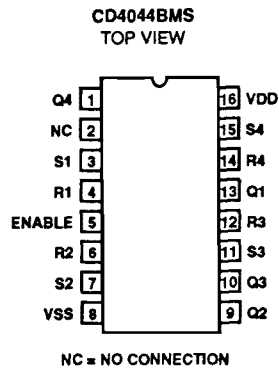 CD4044BMS
TOP VIEW
Q4 1 16 VDD
NC 2 15 S4
S1 3 14 R4
R1 4 13 Q1
ENABLE 5 12 R3
R2 6 11 S3
S2 7 10 Q3
VSS 8 9 Q2
NC = NO CONNECTION